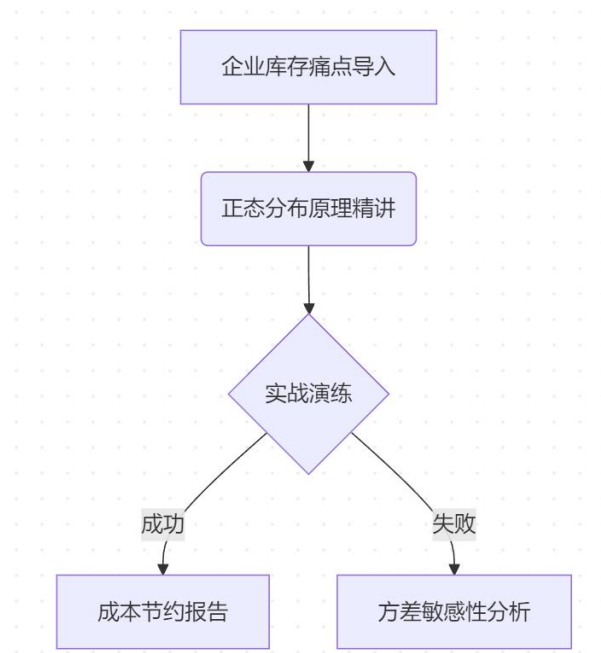 企业库存痛点导入
正态分布原理精讲
实战演练
成功
失败
成本节约报告
方差敏感性分析